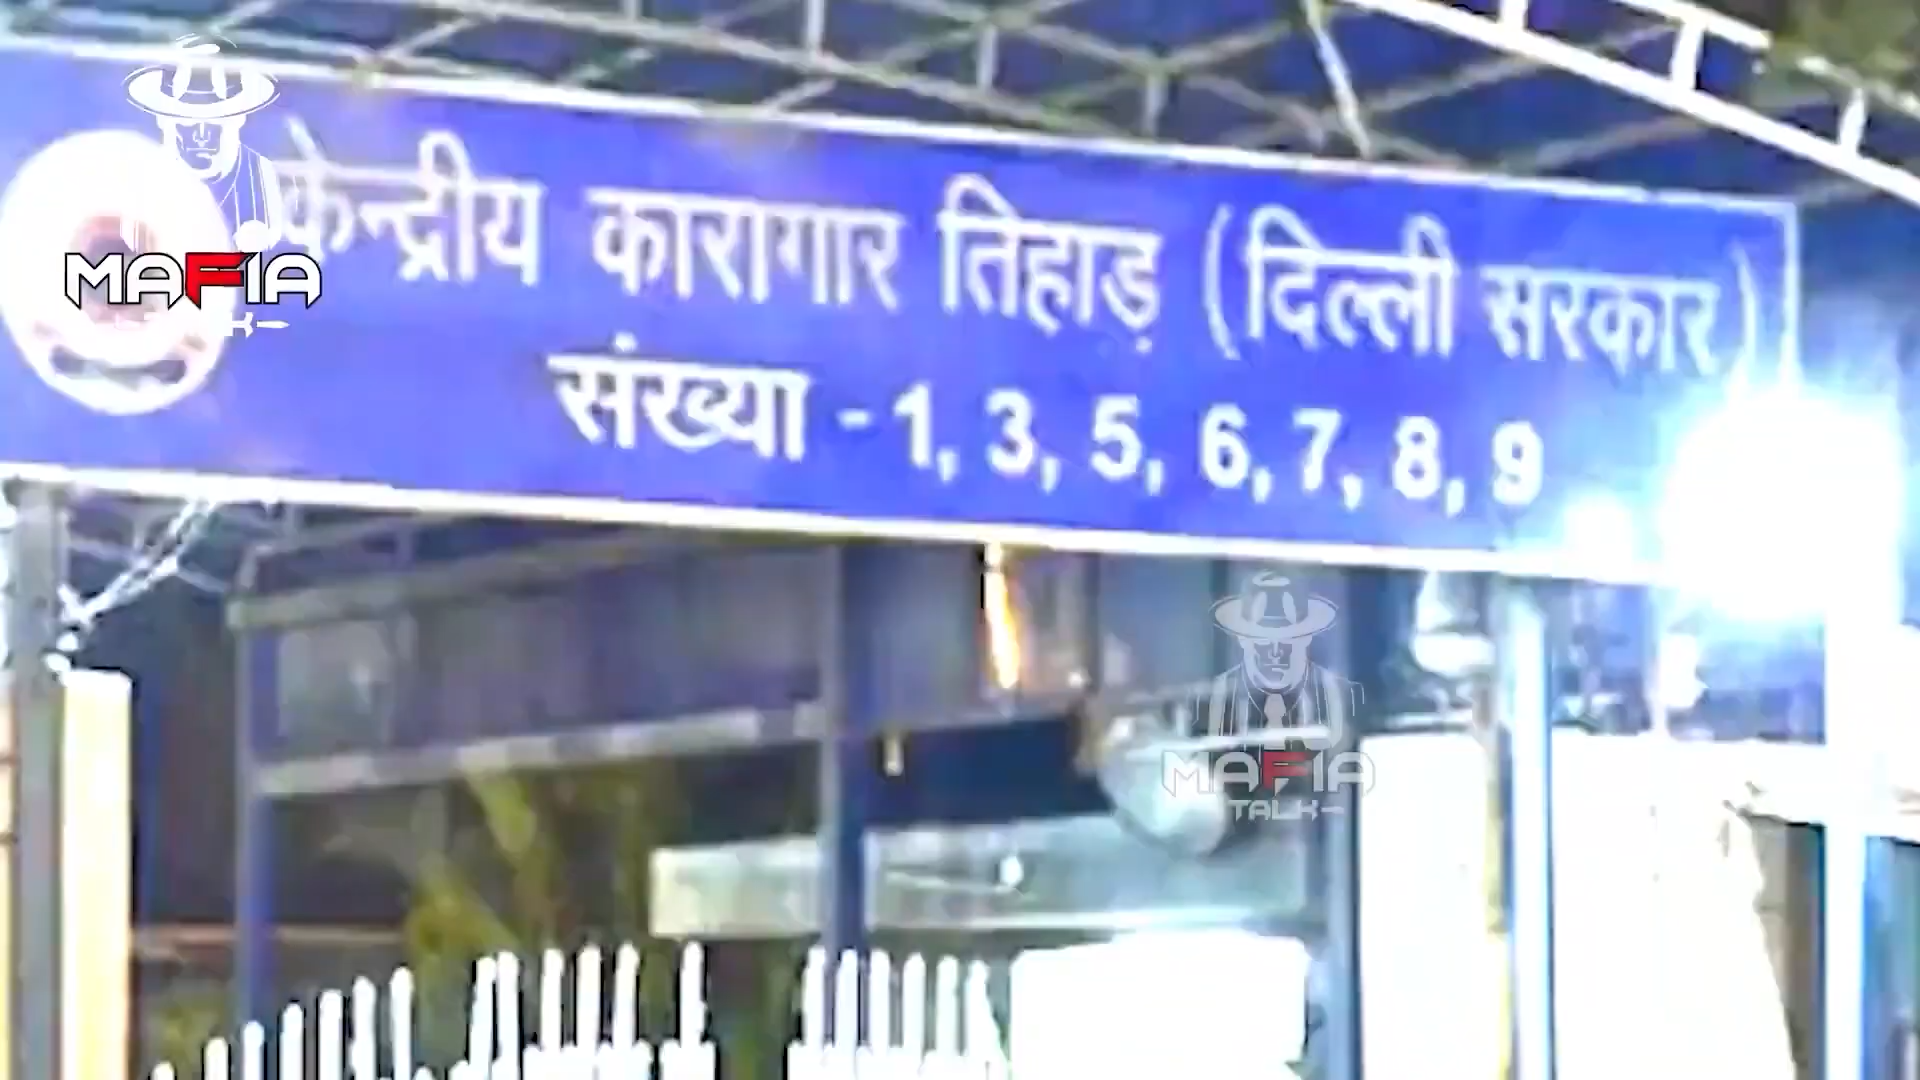 केन्द्रीय कारागार तिहाड़ (दिल्ली सरकार)
संख्या - 1, 3, 5, 6, 7, 8, 9
MAFIA
MAFIA
TALK